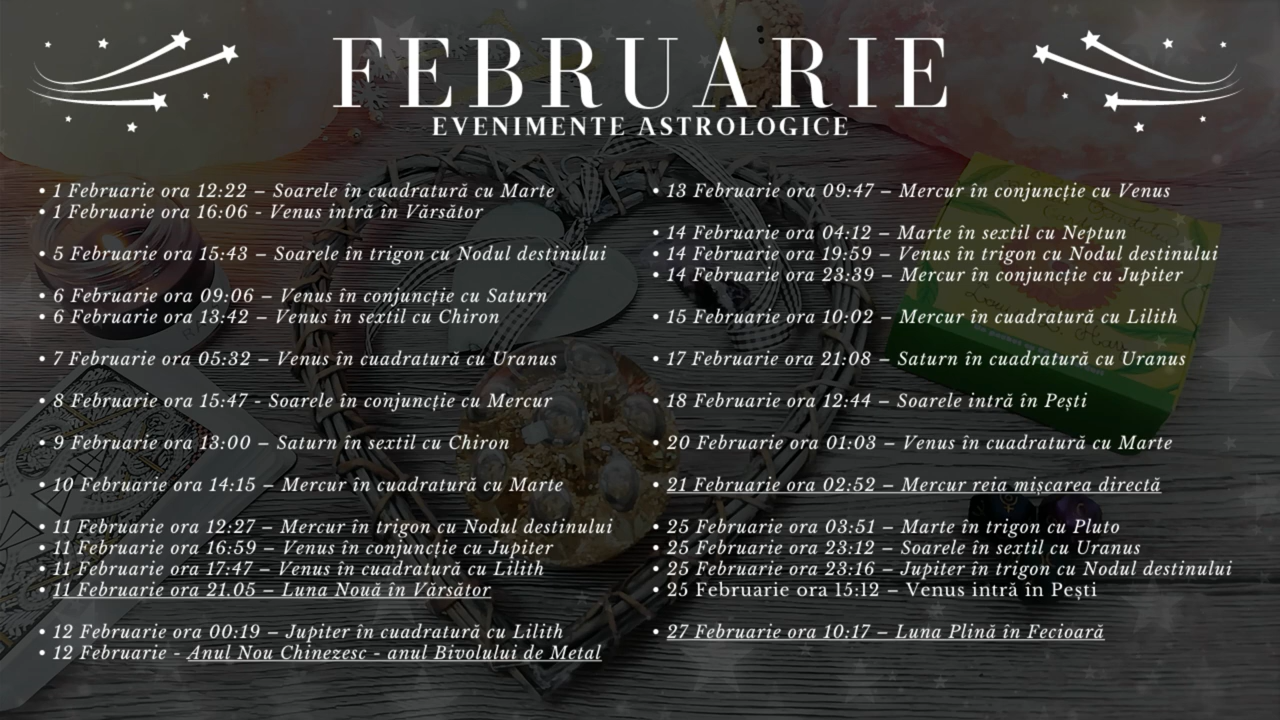 FEBRUARIE
EVENIMENTE ASTROLOGICE
• 1 Februarie ora 12:22 – Soarele în cuadratură cu Marte
• 1 Februarie ora 16:06 - Venus intră în Vărsător
• 5 Februarie ora 15:43 – Soarele în trigon cu Nodul destinului
• 6 Februarie ora 09:06 – Venus în conjuncție cu Saturn
• 6 Februarie ora 13:42 – Venus în sextil cu Chiron
• 7 Februarie ora 05:32 – Venus în cuadratură cu Uranus
• 8 Februarie ora 15:47 - Soarele în conjuncție cu Mercur
• 9 Februarie ora 13:00 – Saturn în sextil cu Chiron
• 10 Februarie ora 14:15 – Mercur în cuadratură cu Marte
• 11 Februarie ora 12:27 – Mercur în trigon cu Nodul destinului
• 11 Februarie ora 16:59 – Venus în conjuncție cu Jupiter
• 11 Februarie ora 17:47 – Venus în cuadratură cu Lilith
• 11 Februarie ora 21.05 – Luna Nouă în Vărsător
• 12 Februarie ora 00:19 – Jupiter în cuadratură cu Lilith
• 12 Februarie - Anul Nou Chinezesc - anul Bivolului de Metal
• 13 Februarie ora 09:47 – Mercur în conjuncție cu Venus
• 14 Februarie ora 04:12 – Marte în sextil cu Neptun
• 14 Februarie ora 19:59 – Venus în trigon cu Nodul destinului
• 14 Februarie ora 23:39 – Mercur în conjuncție cu Jupiter
• 15 Februarie ora 10:02 – Mercur în cuadratură cu Lilith
• 17 Februarie ora 21:08 – Saturn în cuadratură cu Uranus
• 18 Februarie ora 12:44 – Soarele intră în Pești
• 20 Februarie ora 01:03 – Venus în cuadratură cu Marte
• 21 Februarie ora 02:52 – Mercur reia mișcarea directă
• 25 Februarie ora 03:51 – Marte în trigon cu Pluto
• 25 Februarie ora 23:12 – Soarele în sextil cu Uranus
• 25 Februarie ora 23:16 – Jupiter în trigon cu Nodul destinului
• 25 Februarie ora 15:12 – Venus intră în Pești
• 27 Februarie ora 10:17 – Luna Plină în Fecioară